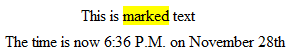 This is marked text
The time is now 6:36 P.M. on November 28th